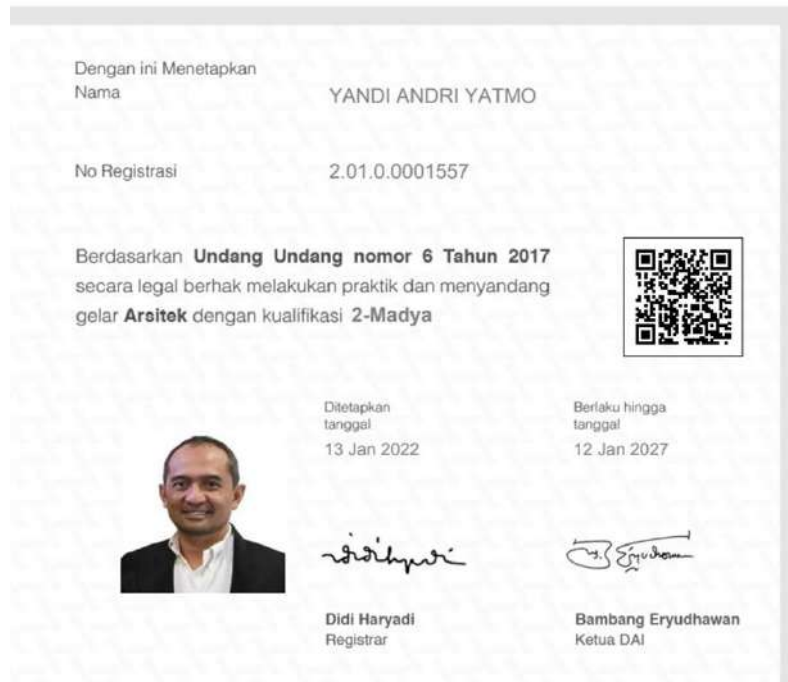 Dengan ini Menetapkan
Nama
YANDI ANDRI YATMO
No Registrasi
2.01.0.0001557
Berdasarkan Undang Undang nomor 6 Tahun 2017
secara legal berhak melakukan praktik dan menyandang
gelar Arsitek dengan kualifikasi 2-Madya
Ditetapkan
tanggal
13 Jan 2022
Berlaku hingga
tanggal
12 Jan 2027
Didi Haryadi
Registrar
Bambang Eryudhawan
Ketua DAI